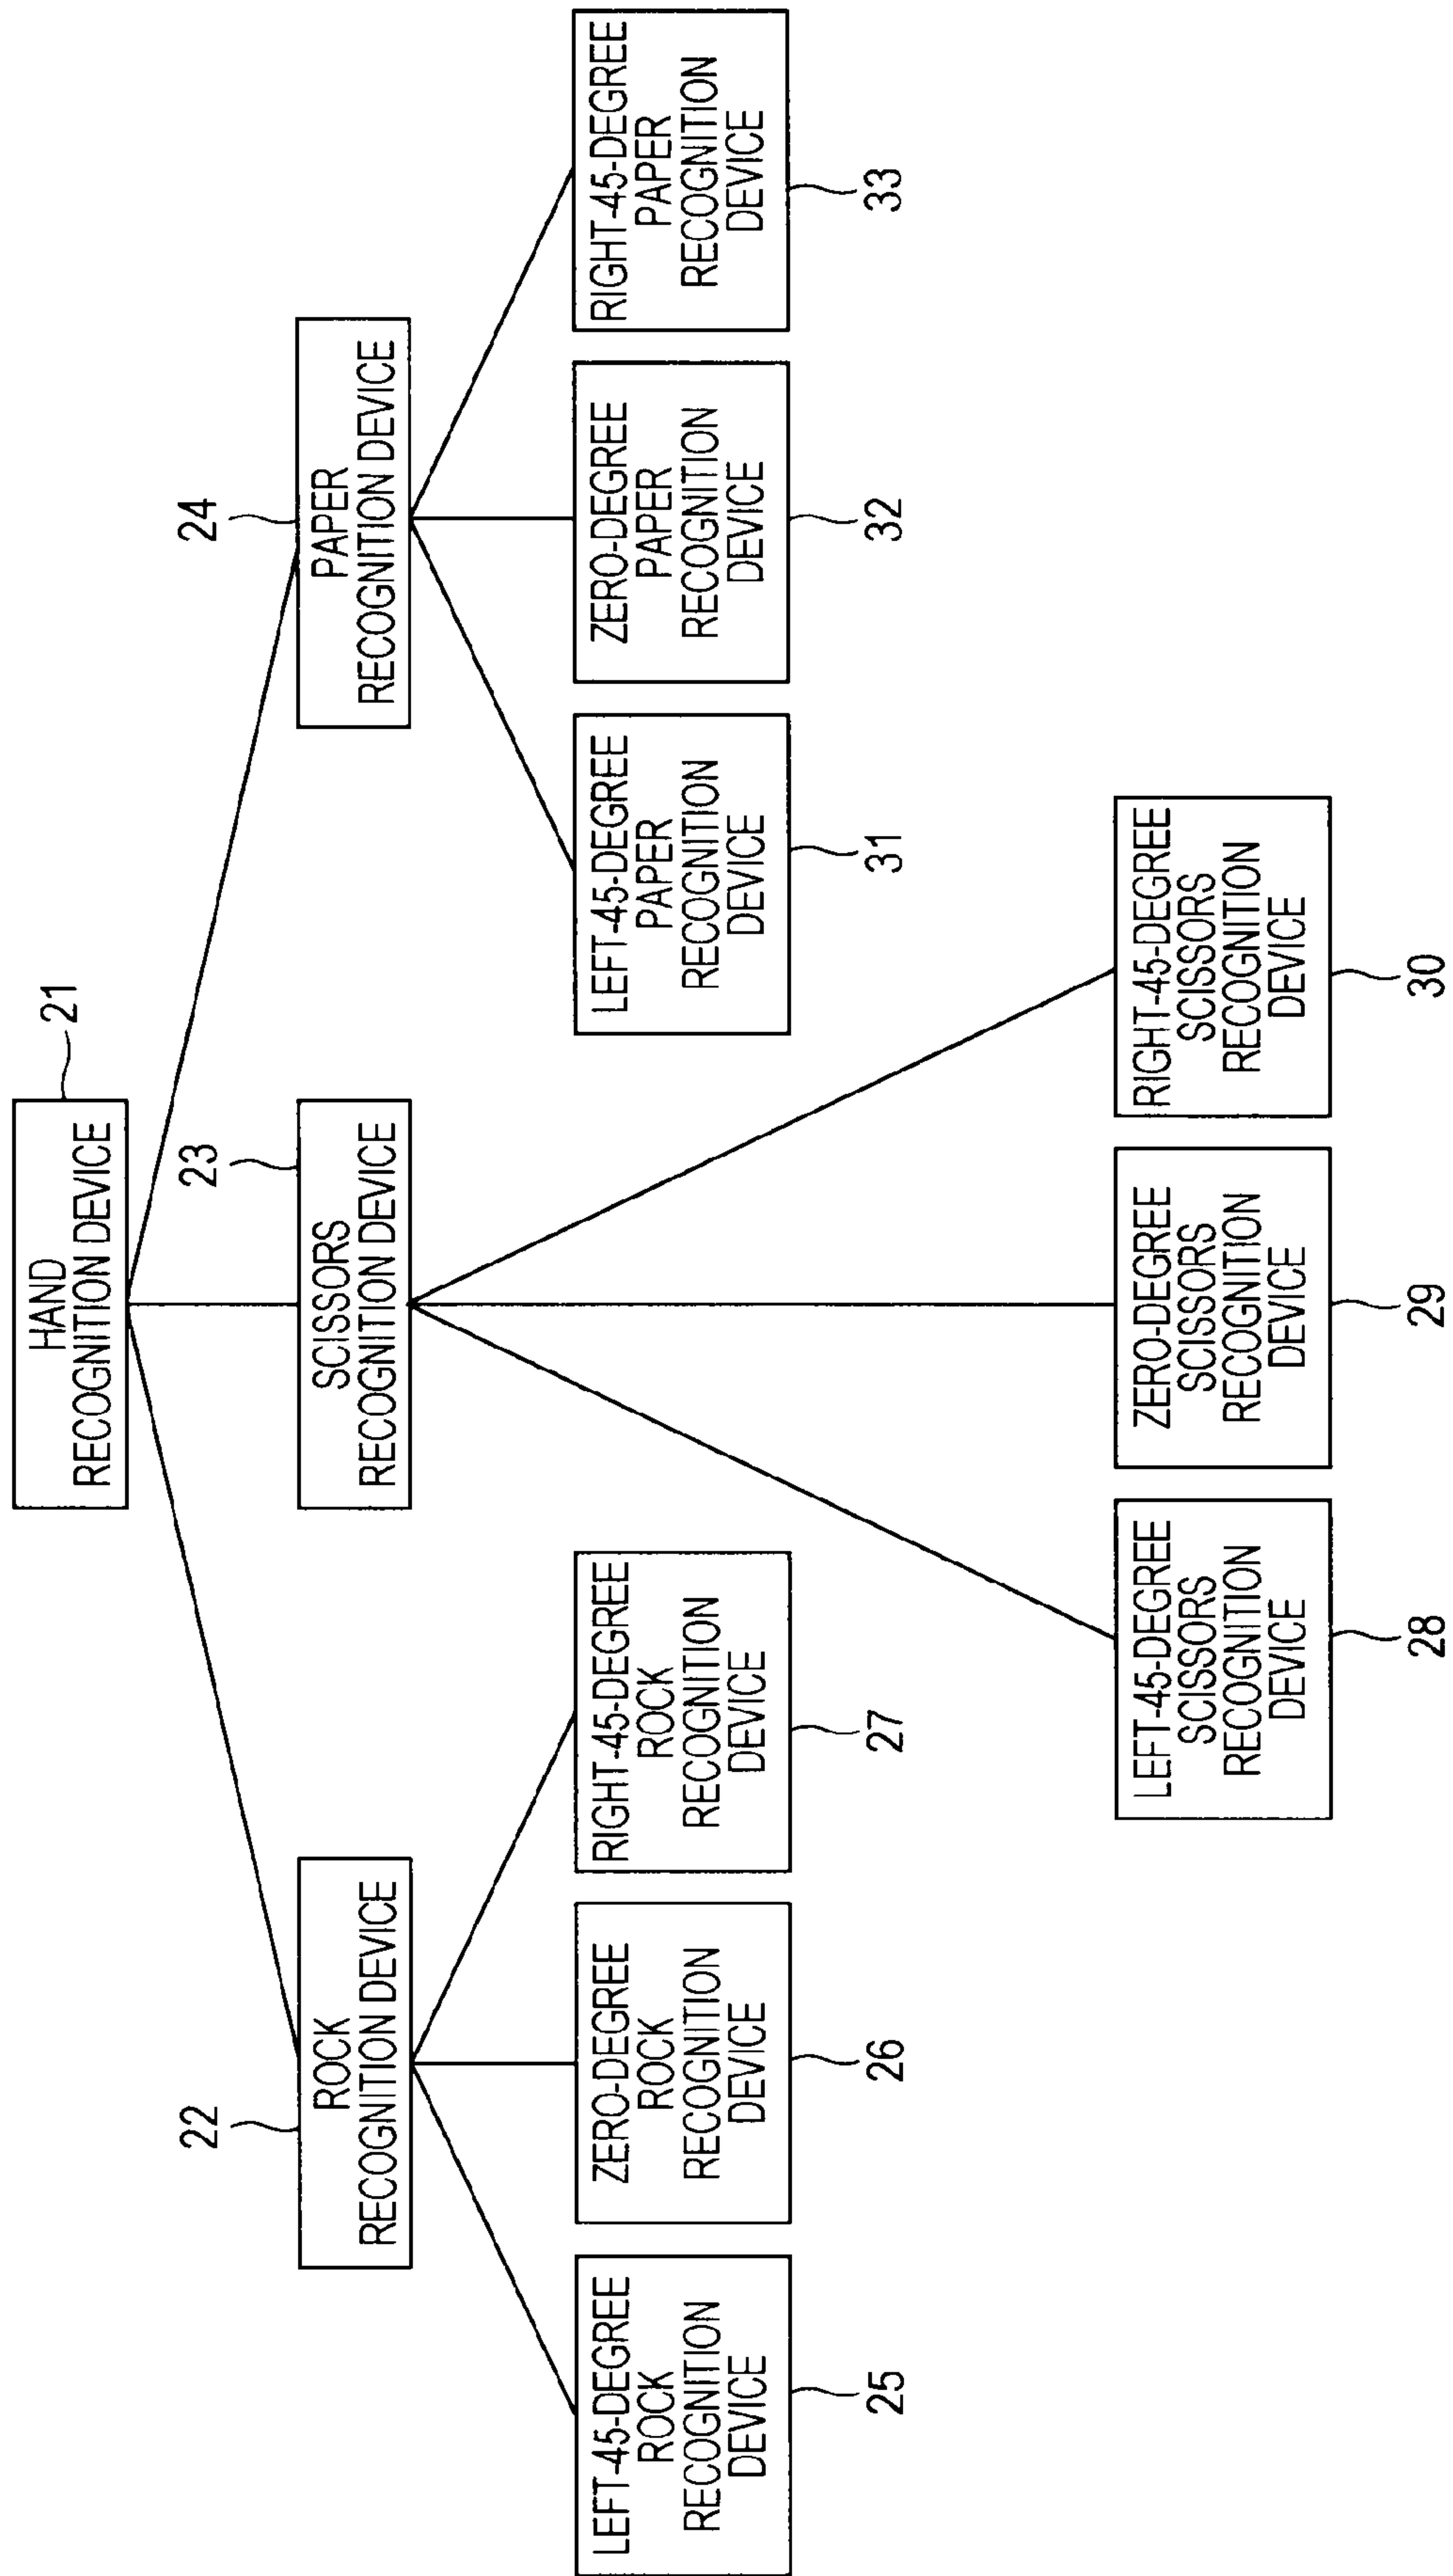 HAND
RECOGNITION DEVICE
21
22
ROCK
RECOGNITION DEVICE
23
SCISSORS
RECOGNITION DEVICE
24
PAPER
RECOGNITION DEVICE
LEFT-45-DEGREE
ROCK
RECOGNITION
DEVICE
25
ZERO-DEGREE
ROCK
RECOGNITION
DEVICE
26
RIGHT-45-DEGREE
ROCK
RECOGNITION
DEVICE
27
LEFT-45-DEGREE
PAPER
RECOGNITION
DEVICE
31
ZERO-DEGREE
PAPER
RECOGNITION
DEVICE
32
RIGHT-45-DEGREE
PAPER
RECOGNITION
DEVICE
33
LEFT-45-DEGREE
SCISSORS
RECOGNITION
DEVICE
28
ZERO-DEGREE
SCISSORS
RECOGNITION
DEVICE
29
RIGHT-45-DEGREE
SCISSORS
RECOGNITION
DEVICE
30